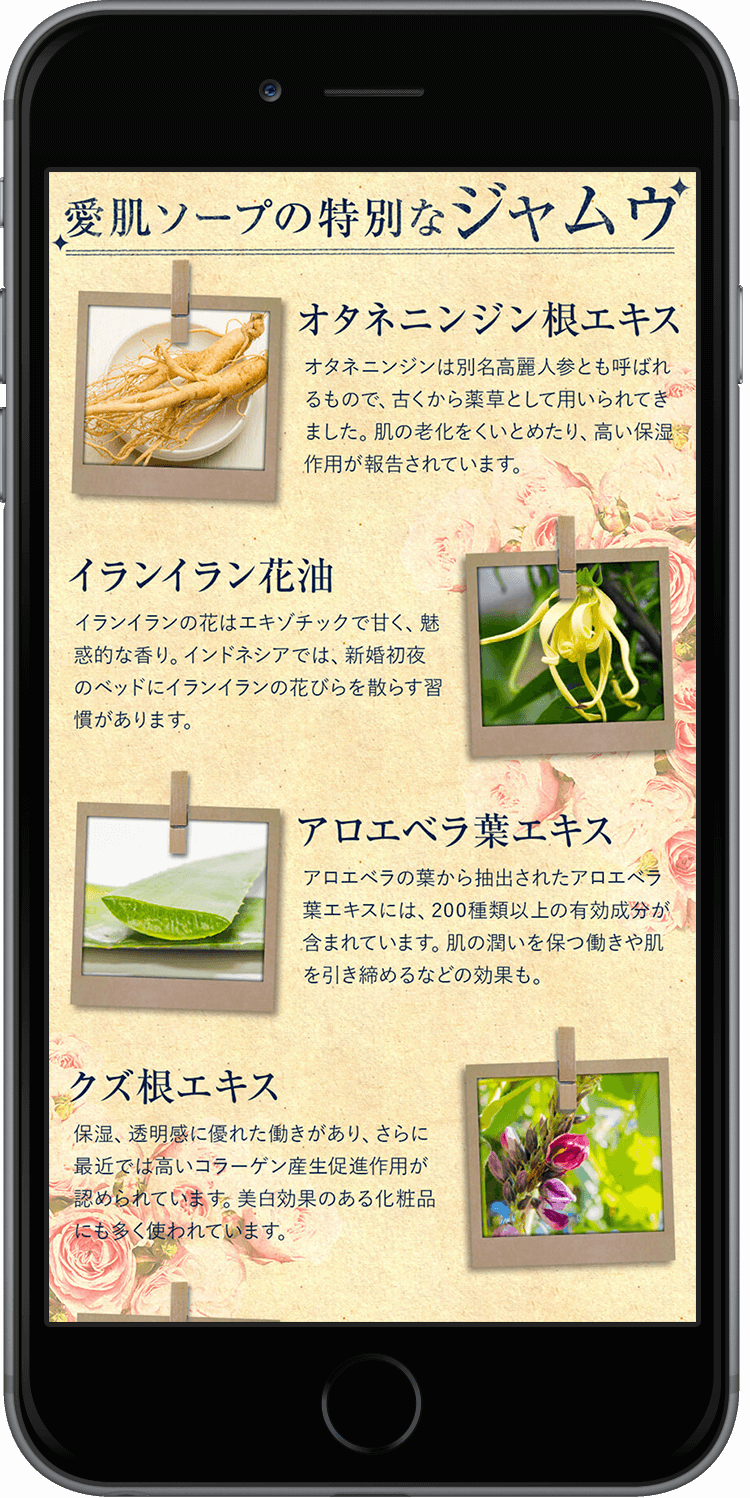 愛肌ソープの特別なジャムウ
オタネニンジン根エキス
オタネニンジンは別名高麗人参とも呼ばれ
るもので、古くから薬草として用いられてき
ました。肌の老化をくいとめたり、高い保湿
作用が報告されています。
イランイラン花油
イランイランの花はエキゾチックで甘く、魅
惑的な香り。インドネシアでは、新婚初夜
のベッドにイランイランの花びらを散らす習
慣があります。
アロエベラ葉エキス
アロエベラの葉から抽出されたアロエベラ
葉エキスには、200種類以上の有効成分が
含まれています。肌の潤いを保つ働きや肌
を引き締めるなどの効果も。
クズ根エキス
保湿、透明感に優れた働きがあり、さらに
最近では高いコラーゲン産生促進作用が
認められています。美白効果のある化粧品
にも多く使われています。